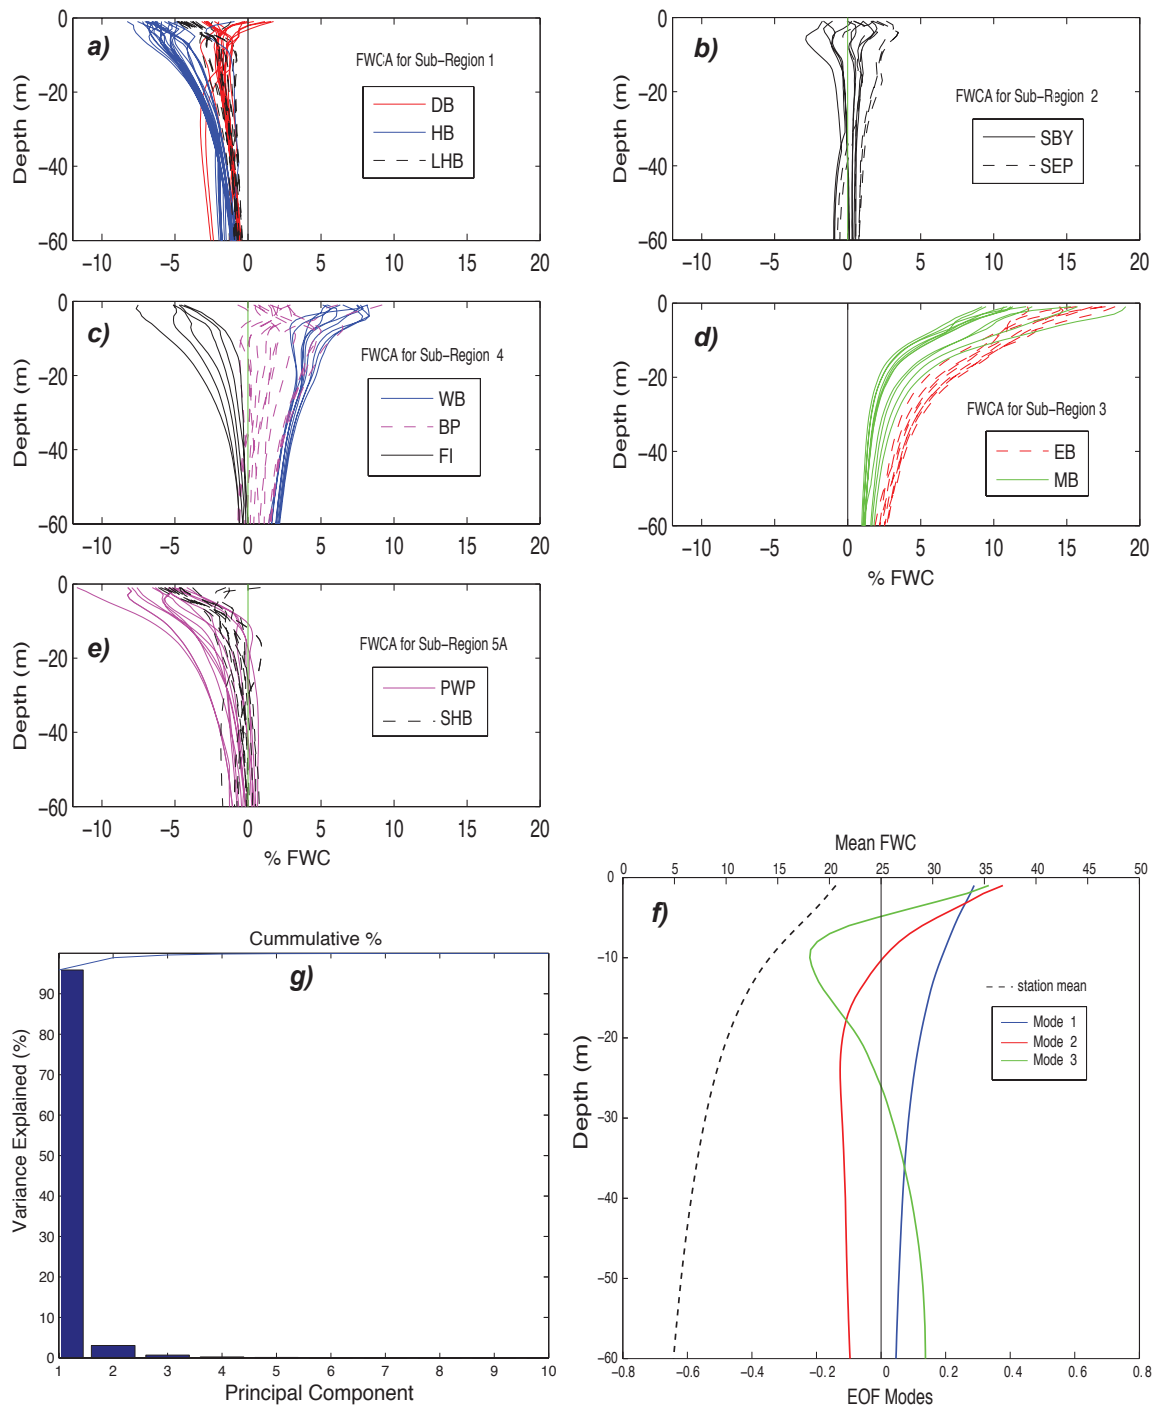 a)
FWCA for Sub-Region 1
DB
HB
LHB
Depth (m)
0
-20
-40
-60
-10 -5 0 5 10 15 20
b)
FWCA for Sub-Region 2
SBY
SEP
Depth (m)
0
-20
-40
-60
-10 -5 0 5 10 15 20
c)
FWCA for Sub-Region 4
WB
BP
FI
Depth (m)
0
-20
-40
-60
-10 -5 0 5 10 15 20
d)
FWCA for Sub-Region 3
EB
MB
Depth (m)
0
-20
-40
-60
-10 -5 0 5 10 15 20
% FWC
e)
FWCA for Sub-Region 5A
PWP
SHB
Depth (m)
0
-20
-40
-60
-10 -5 0 5 10 15 20
% FWC
Mean FWC
0 5 10 15 20 25 30 35 40 45 50
f)
station mean
Mode 1
Mode 2
Mode 3
Depth (m)
0
-10
-20
-30
-40
-50
-60
-0.8 -0.6 -0.4 -0.2 0 0.2 0.4 0.6 0.8
EOF Modes
Cummulative %
g)
Variance Explained (%)
90
80
70
60
50
40
30
20
10
0
1 2 3 4 5 6 7 8 9 10
Principal Component